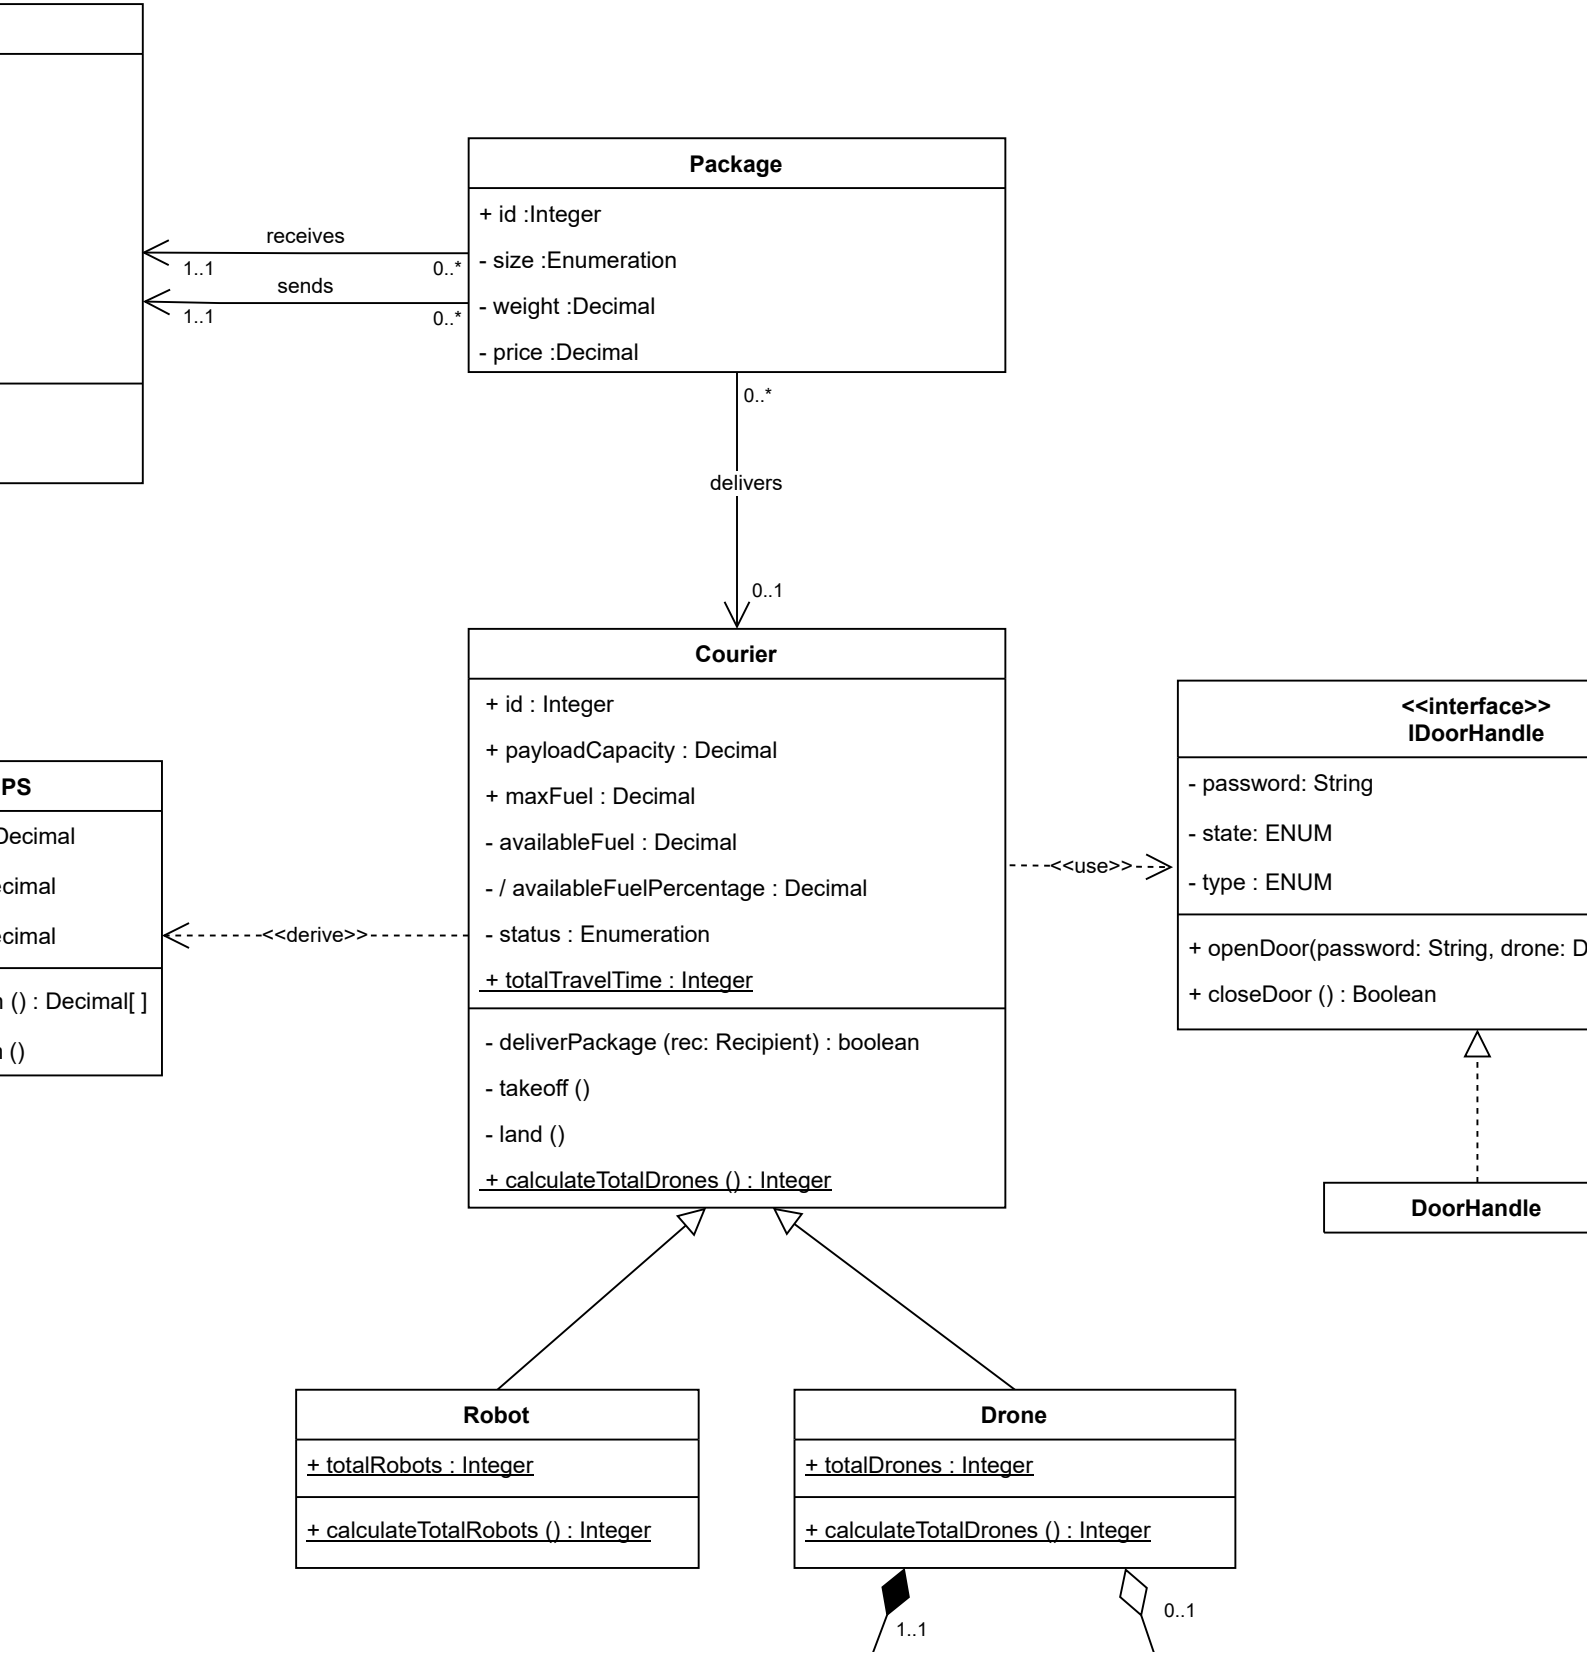 Package
+ id :Integer
- size :Enumeration
- weight :Decimal
- price :Decimal
receives
1..1
0..*
sends
1..1
0..*
0..*
delivers
0..1
Courier
+ id : Integer
+ payloadCapacity : Decimal
+ maxFuel : Decimal
- availableFuel : Decimal
- / availableFuelPercentage : Decimal
- status : Enumeration
+ totalTravelTime : Integer
- deliverPackage (rec: Recipient) : boolean
- takeoff ()
- land ()
+ calculateTotalDrones () : Integer
PS
Decimal
ecimal
ecimal
n () : Decimal[ ]
()
<<derive>>
<<use>>
<<interface>>
IDoorHandle
- password: String
- state: ENUM
- type : ENUM
+ openDoor(password: String, drone: D
+ closeDoor () : Boolean
DoorHandle
Robot
+ totalRobots : Integer
+ calculateTotalRobots () : Integer
Drone
+ totalDrones : Integer
+ calculateTotalDrones () : Integer
1..1
0..1